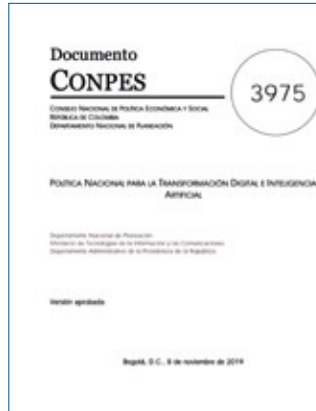 Documento
CONPES
3975
CONSEJO NACIONAL DE POLÍTICA ECONÓMICA Y SOCIAL
REPÚBLICA DE COLOMBIA
DEPARTAMENTO NACIONAL DE PLANEACIÓN
POLÍTICA NACIONAL PARA LA TRANSFORMACIÓN DIGITAL E INTELIGENCIA
ARTIFICIAL
Departamento Nacional de Planeación
Ministerio de Tecnologías de la Información y las Comunicaciones
Departamento Administrativo de la Presidencia de la República
Versión aprobada
Bogotá, D.C., 8 de noviembre de 2019